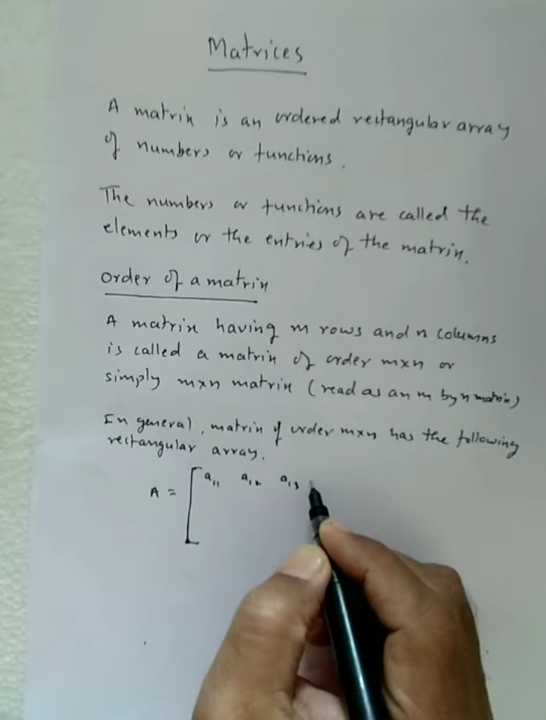 Matrices
A matrix is an ordered rectangular array
of numbers or functions.
The numbers or functions are called the
elements or the entries of the matrix.
Order of a matrix
A matrix having m rows and n columns
is called a matrix of order m×n or
simply m×n matrix (read as an m by n matrix)
In general, matrix of order m×n has the following
rectangular array.
A = [ a₁₁ a₁₂ a₁₃